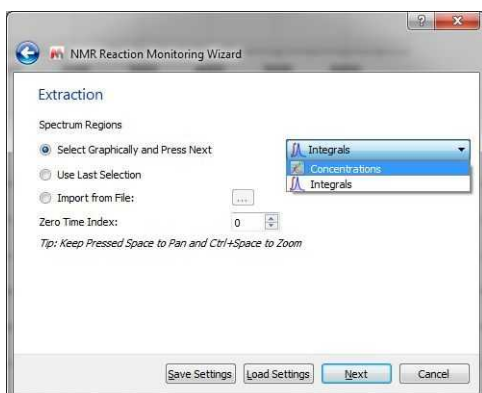 NMR Reaction Monitoring Wizard
Extraction
Spectrum Regions
Select Graphically and Press Next
Integrals
Concentrations
Integrals
Use Last Selection
Import from File:
...
Zero Time Index:
0
Tip: Keep Pressed Space to Pan and Ctrl+Space to Zoom
Save Settings Load Settings Next Cancel